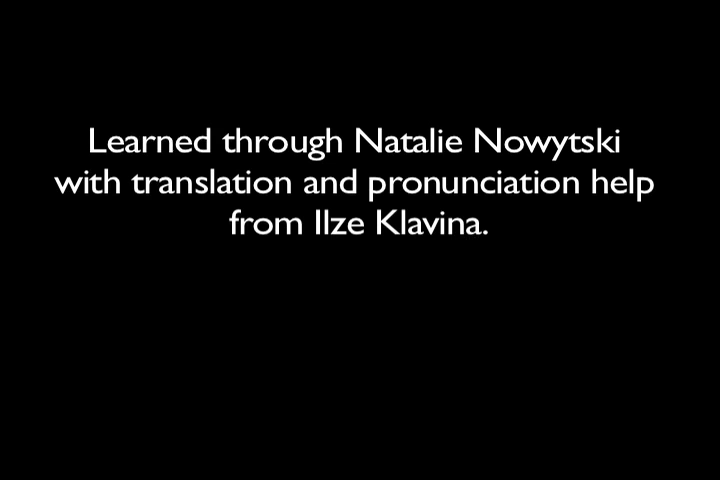 Learned through Natalie Nowytski
with translation and pronunciation help
from Ilze Klavina.